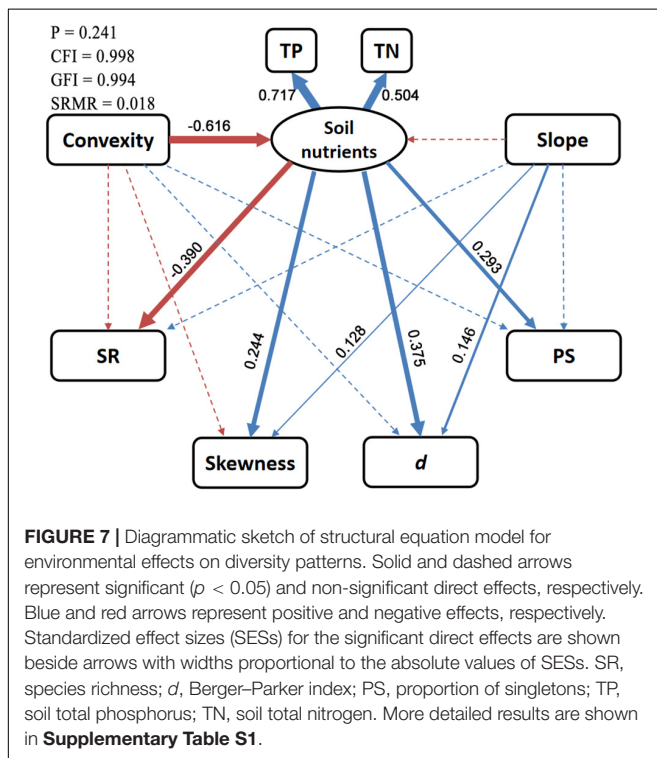 P = 0.241
CFI = 0.998
GFI = 0.994
SRMR = 0.018
TP
TN
0.717
0.504
Convexity
-0.616
Soil
nutrients
Slope
-0.390
0.293
0.244
0.128
0.375
0.146
SR
PS
Skewness
d
FIGURE 7 | Diagrammatic sketch of structural equation model for
environmental effects on diversity patterns. Solid and dashed arrows
represent significant (p < 0.05) and non-significant direct effects, respectively.
Blue and red arrows represent positive and negative effects, respectively.
Standardized effect sizes (SESs) for the significant direct effects are shown
beside arrows with widths proportional to the absolute values of SESs. SR,
species richness; d, Berger–Parker index; PS, proportion of singletons; TP,
soil total phosphorus; TN, soil total nitrogen. More detailed results are shown
in Supplementary Table S1.